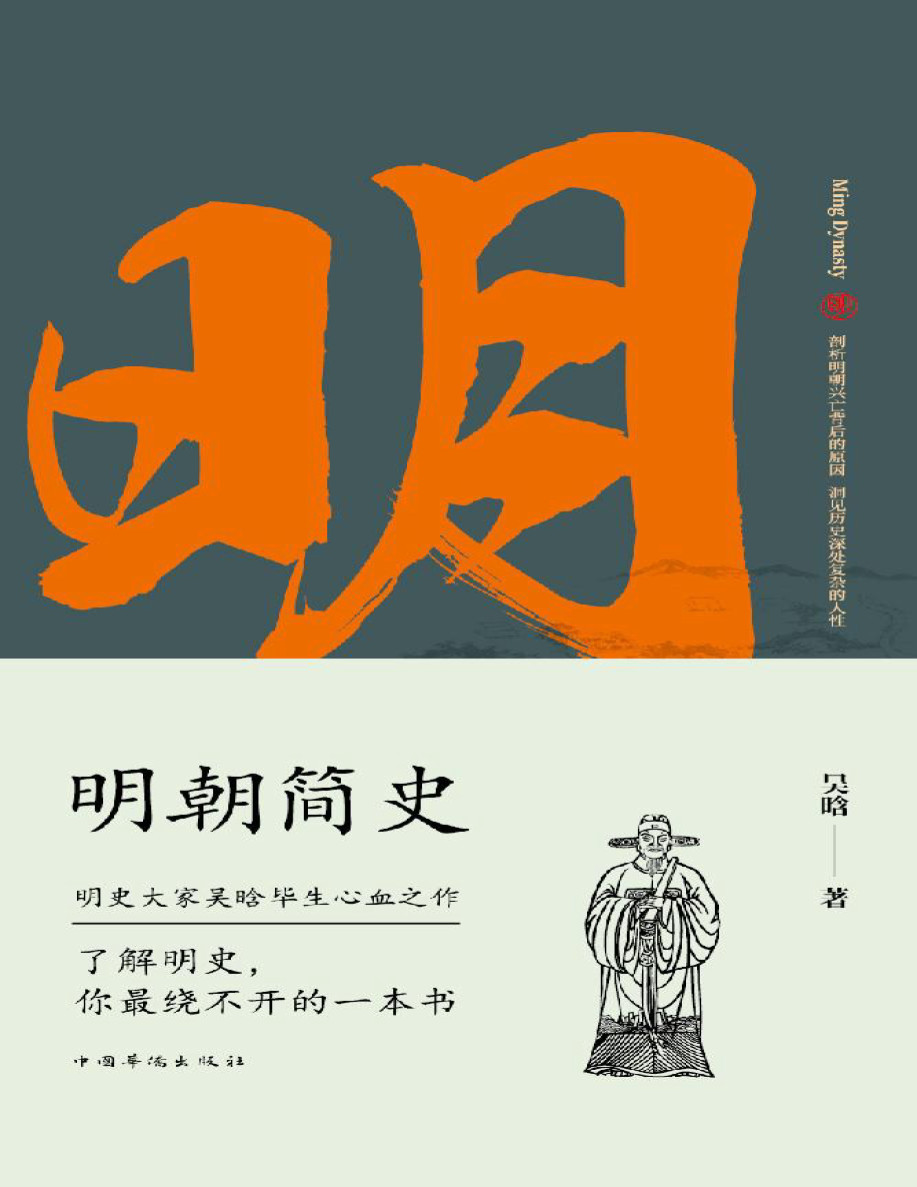 明
Ming Dynasty
剖析明朝兴亡背后的原因 洞见历史深处复杂的人性
明朝简史
吴晗 著
明史大家吴晗毕生心血之作
了解明史，
你最绕不开的一本书
中国华侨出版社